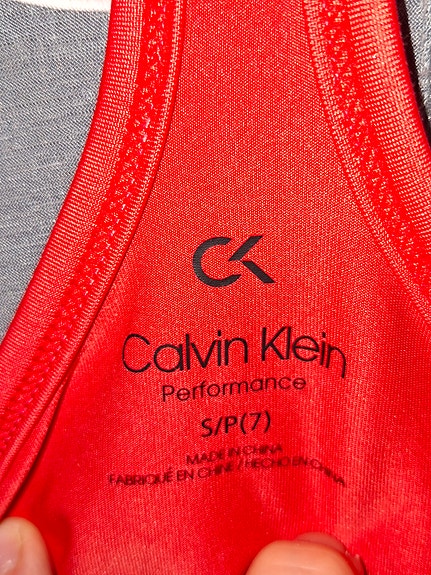 CK
Calvin Klein
Performance
S/P(7)
MADE IN CHINA
FABRIQUÉ EN CHINE / HECHO EN CHINA